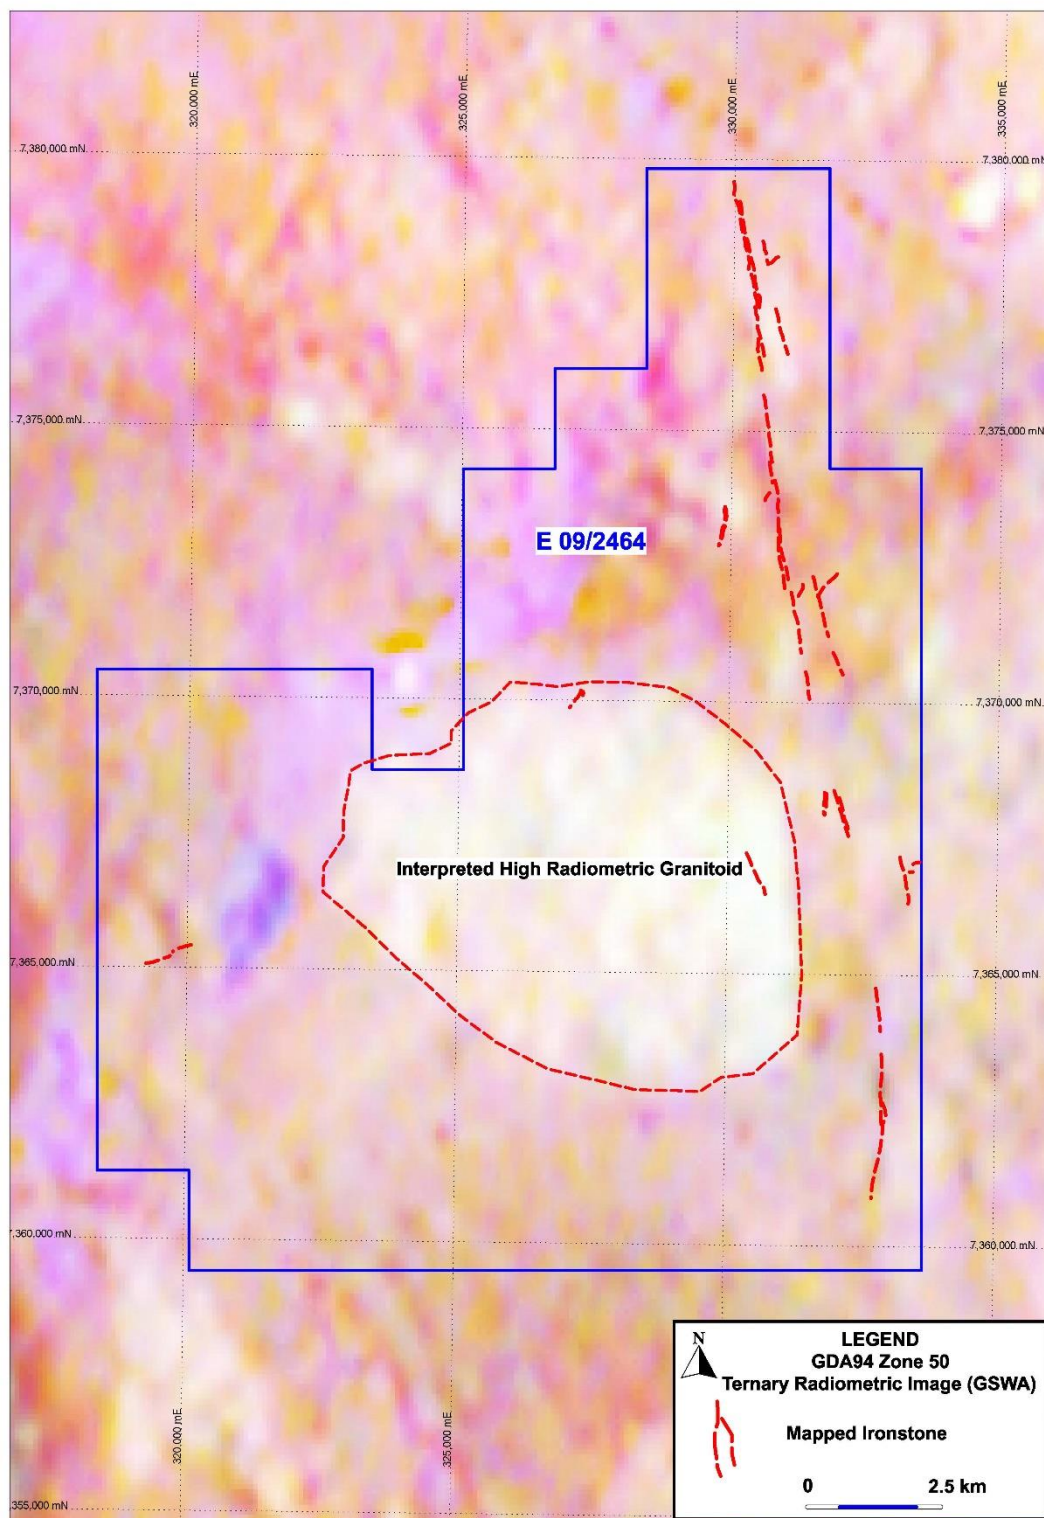 320,000 mE
325,000 mE
330,000 mE
335,000 mE
7,380,000 mN
7,380,000 mN
7,375,000 mN
7,375,000 mN
E 09/2464
7,370,000 mN
7,370,000 mN
Interpreted High Radiometric Granitoid
7,365,000 mN
7,365,000 mN
7,360,000 mN
7,360,000 mN
320,000 mE
325,000 mE
,355,000 mN
N
LEGEND
GDA94 Zone 50
Ternary Radiometric Image (GSWA)
Mapped Ironstone
0 2.5 km